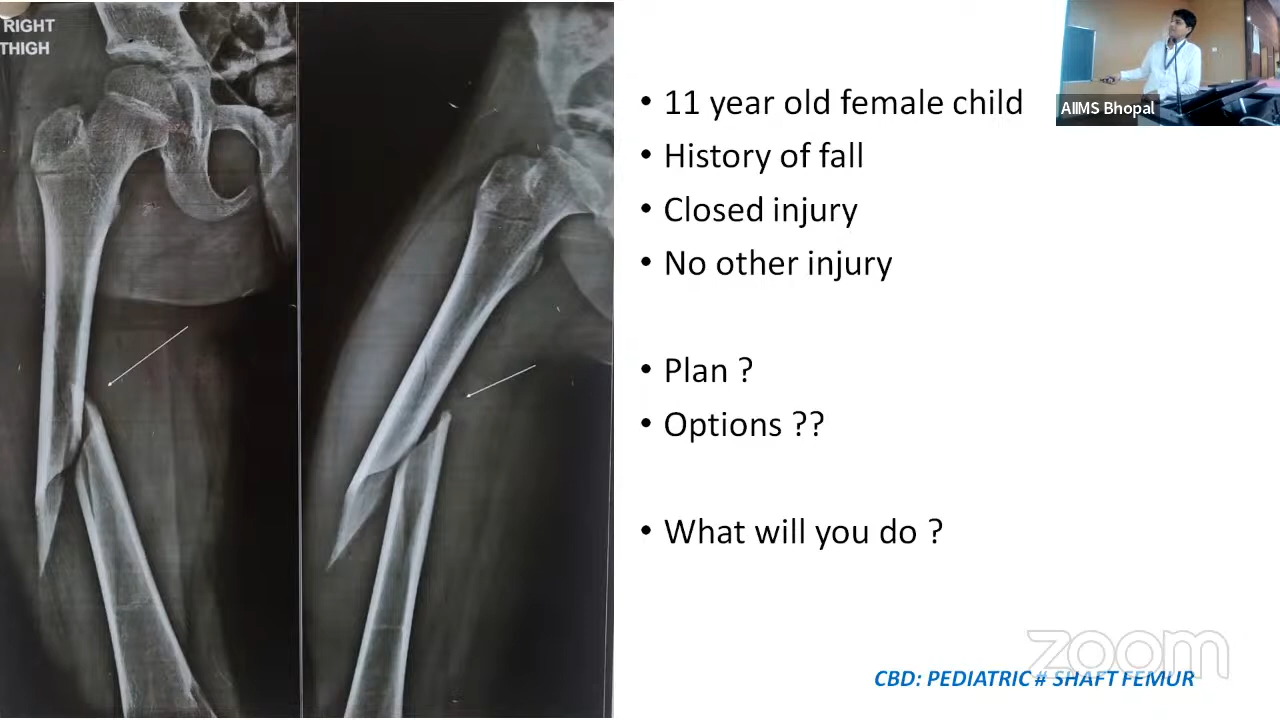 RIGHT
THIGH
• 11 year old female child
• History of fall
• Closed injury
• No other injury
• Plan ?
• Options ??
• What will you do ?
AIIMS Bhopal
zoom
CBD: PEDIATRIC # SHAFT FEMUR